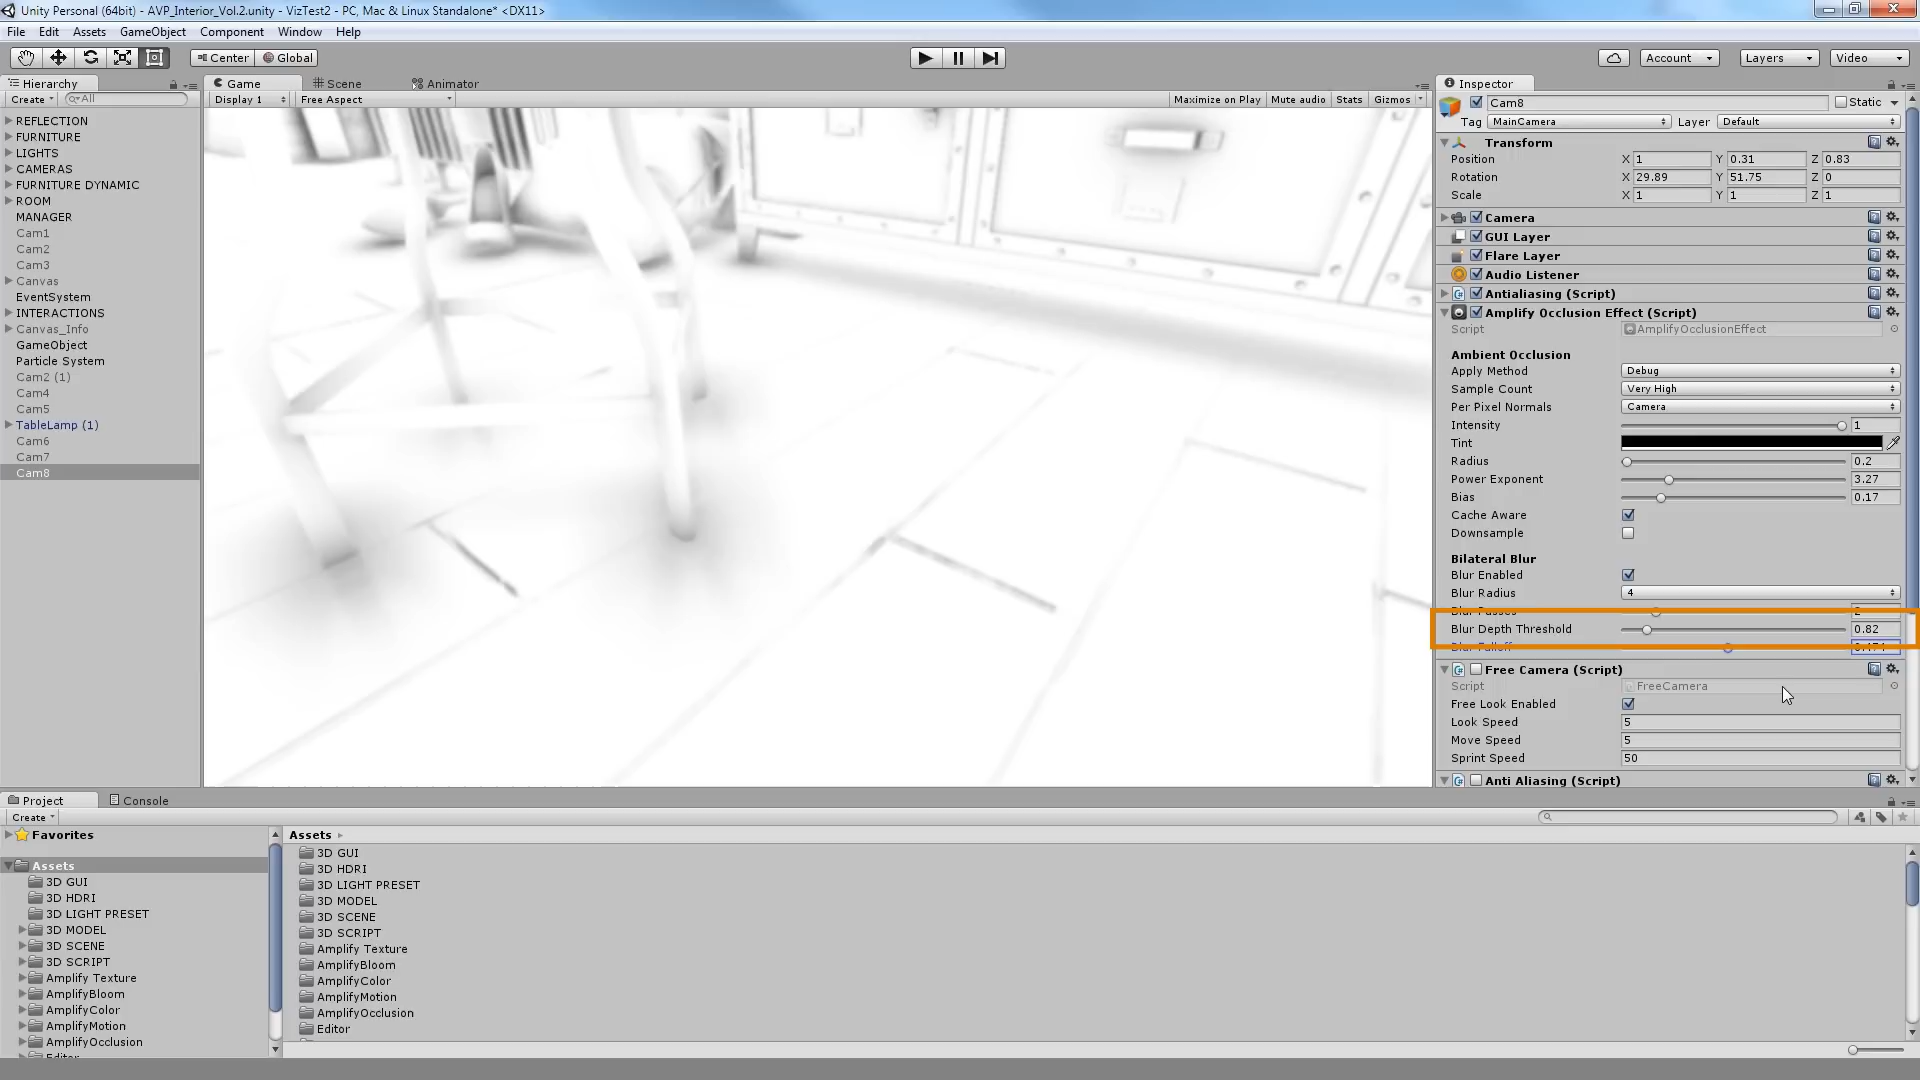 Unity Personal (64bit) - AVP_Interior_Vol.2.unity - VizTest2 - PC, Mac & Linux Standalone* <DX11>
File Edit Assets GameObject Component Window Help
Center Global Account Layers Video
Hierarchy
Create All
REFLECTION
FURNITURE
LIGHTS
CAMERAS
FURNITURE DYNAMIC
ROOM
MANAGER
Cam1
Cam2
Cam3
Canvas
EventSystem
INTERACTIONS
Canvas_Info
GameObject
Particle System
Cam2 (1)
Cam4
Cam5
TableLamp (1)
Cam6
Cam7
Cam8
Game Scene Animator
Display 1 Free Aspect Maximize on Play Mute audio Stats Gizmos
Inspector
Cam8 Static
Tag MainCamera Layer Default
Transform
Position X 1 Y 0.31 Z 0.83
Rotation X 29.89 Y 51.75 Z 0
Scale X 1 Y 1 Z 1
Camera
GUI Layer
Flare Layer
Audio Listener
Antialiasing (Script)
Amplify Occlusion Effect (Script)
Script AmplifyOcclusionEffect
Ambient Occlusion
Apply Method Debug
Sample Count Very High
Per Pixel Normals Camera
Intensity 1
Tint
Radius 0.2
Power Exponent 3.27
Bias 0.17
Cache Aware
Downsample
Bilateral Blur
Blur Enabled
Blur Radius 4
Blur Passes 2
Blur Depth Threshold 0.82
Blur Falloff
Free Camera (Script)
Script FreeCamera
Free Look Enabled
Look Speed 5
Move Speed 5
Sprint Speed 50
Anti Aliasing (Script)
Project Console
Create
Favorites
Assets
3D GUI
3D HDRI
3D LIGHT PRESET
3D MODEL
3D SCENE
3D SCRIPT
Amplify Texture
AmplifyBloom
AmplifyColor
AmplifyMotion
AmplifyOcclusion
Editor
Assets
3D GUI
3D HDRI
3D LIGHT PRESET
3D MODEL
3D SCENE
3D SCRIPT
Amplify Texture
AmplifyBloom
AmplifyColor
AmplifyMotion
AmplifyOcclusion
Editor